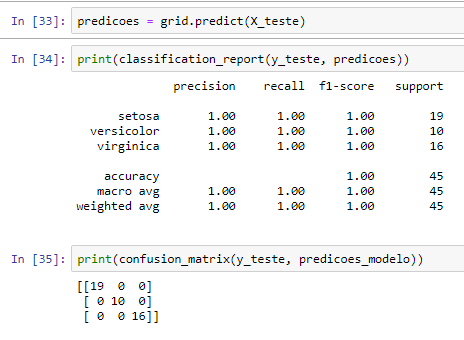 In [33]: predicoes = grid.predict(X_teste)
In [34]: print(classification_report(y_teste, predicoes))
precision recall f1-score support
setosa 1.00 1.00 1.00 19
versicolor 1.00 1.00 1.00 10
virginica 1.00 1.00 1.00 16
accuracy 1.00 45
macro avg 1.00 1.00 1.00 45
weighted avg 1.00 1.00 1.00 45
In [35]: print(confusion_matrix(y_teste, predicoes_modelo))
[[19 0 0]
[ 0 10 0]
[ 0 0 16]]